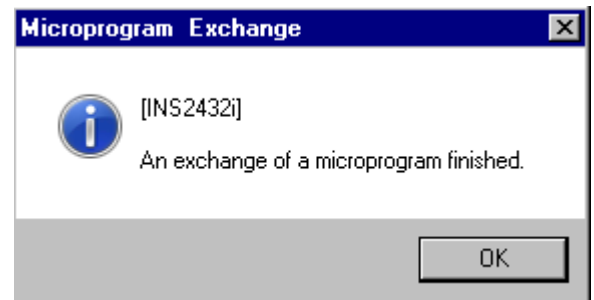 Microprogram Exchange
[INS2432i]
An exchange of a microprogram finished.
OK